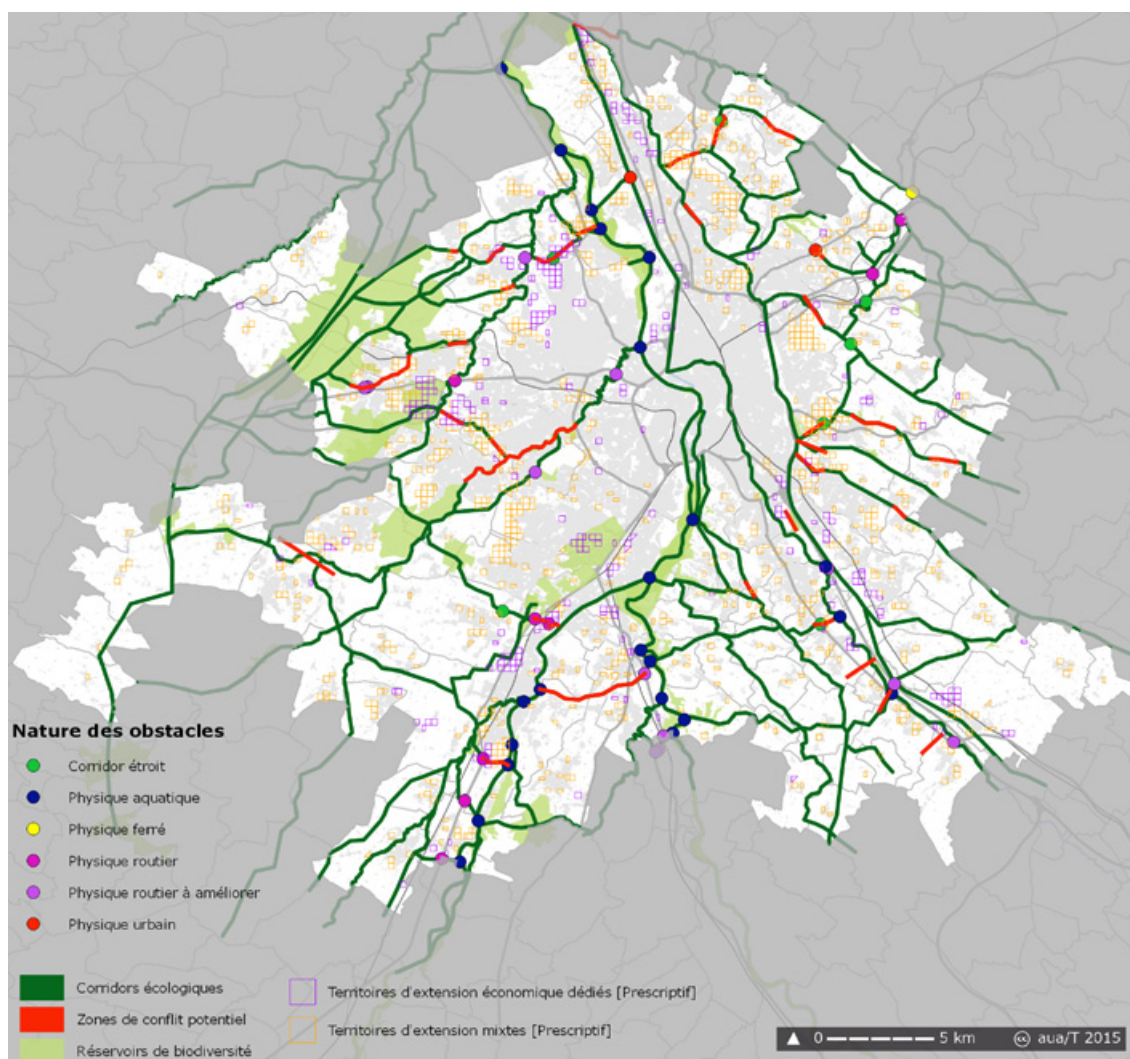 Nature des obstacles
Corridor étroit
Physique aquatique
Physique ferré
Physique routier
Physique routier à améliorer
Physique urbain
Corridors écologiques
Zones de conflit potentiel
Réservoirs de biodiversité
Territoires d'extension économique dédiés [Prescriptif]
Territoires d'extension mixtes [Prescriptif]
0 5 km cc aua/T 2015